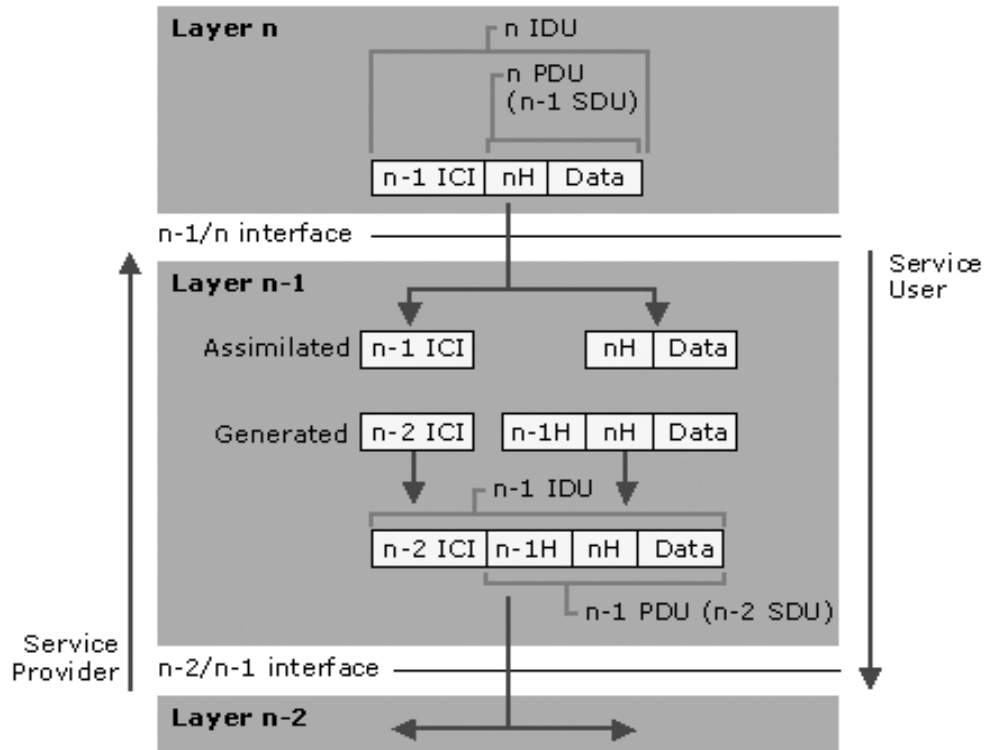 Layer n
n IDU
n PDU
(n-1 SDU)
n-1 ICI nH Data
n-1/n interface
Service
User
Layer n-1
Assimilated n-1 ICI nH Data
Generated n-2 ICI n-1H nH Data
n-1 IDU
n-2 ICI n-1H nH Data
n-1 PDU (n-2 SDU)
Service
Provider
n-2/n-1 interface
Layer n-2